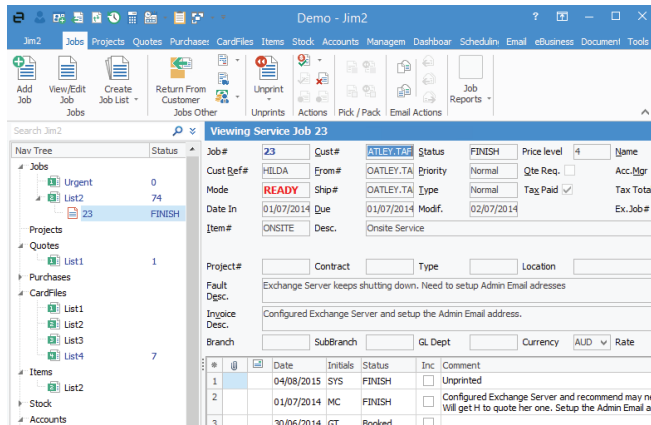 Demo - Jim2
Jim2 Jobs Projects Quotes Purchases CardFiles Items Stock Accounts Managem Dashboar Schedulin Email eBusiness Document Tools
Add Job
View/Edit Job
Create Job List
Return From Customer
Unprint
Job Reports
Jobs
Jobs Other
Unprints
Actions
Pick / Pack
Email Actions
Search Jim2
Viewing Service Job 23
Nav Tree Status
Jobs
Urgent 0
List2 74
23 FINISH
Projects
Quotes
List1 1
Purchases
CardFiles
List1
List2
List3
List4 7
Items
List2
Stock
Accounts
Job# 23 Cust# ATLEY.TAF Status FINISH Price level 4 Name
Cust Ref# HILDA From# OATLEY.TA Priority Normal Qte Req. Acc.Mgr
Mode READY Ship# OATLEY.TA Type Normal Tax Paid Tax Tota
Date In 01/07/2014 Due 01/07/2014 Modif. 02/07/2014 Ex.Job#
Item# ONSITE Desc. Onsite Service
Project# Contract Type Location
Fault Desc. Exchange Server keeps shutting down. Need to setup Admin Email adresses
Invoice Desc. Configured Exchange Server and setup the Admin Email address.
Branch SubBranch GL Dept Currency AUD Rate
Date Initials Status Inc Comment
1 04/08/2015 SYS FINISH Unprinted
2 01/07/2014 MC FINISH Configured Exchange Server and recommend may ne
Will get H to quote her one. Setup the Admin Email a
3 30/06/2014 GT Booked